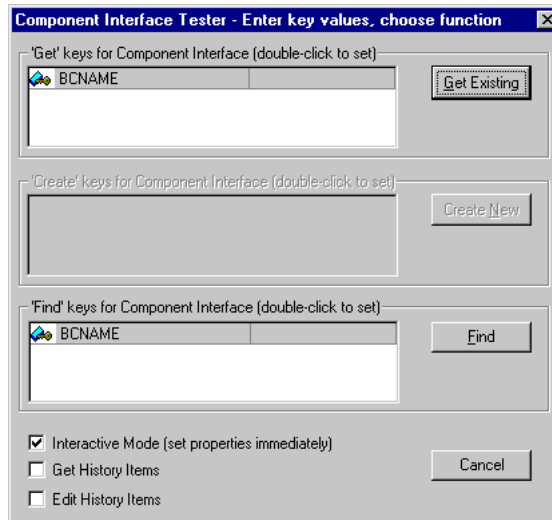 Component Interface Tester - Enter key values, choose function
'Get' keys for Component Interface (double-click to set)
BCNAME
Get Existing
'Create' keys for Component Interface (double-click to set)
Create New
'Find' keys for Component Interface (double-click to set)
BCNAME
Find
Interactive Mode (set properties immediately)
Get History Items
Cancel
Edit History Items